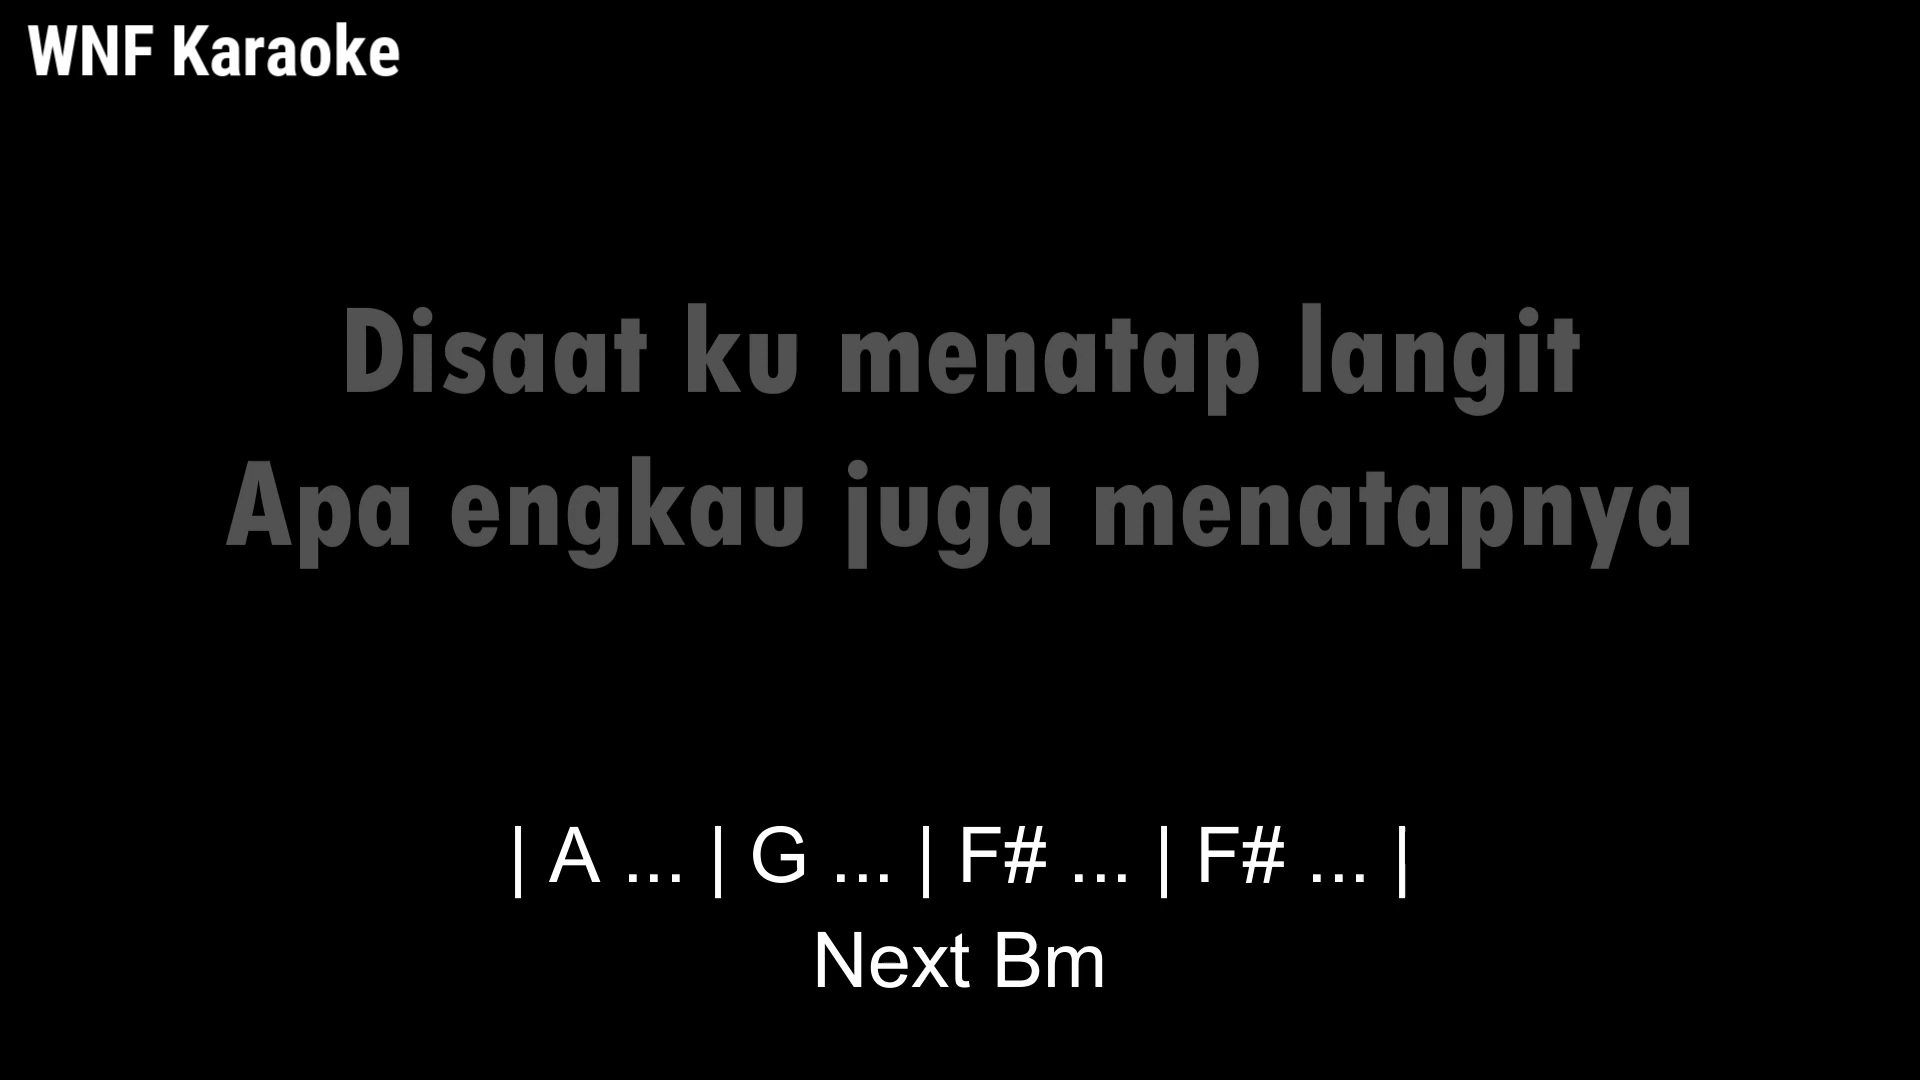 WNF Karaoke
Disaat ku menatap langit
Apa engkau juga menatapnya
| A ... | G ... | F# ... | F# ... |
Next Bm